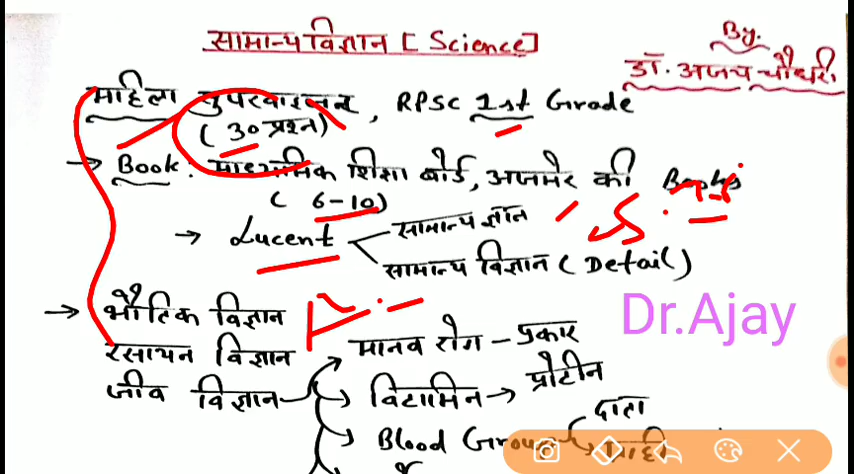 सामान्य विज्ञान [ Science ]
By.
डॉ. अजय चौधरी
महिला सुपरवाइजर, RPSC 1st Grade
( 30 प्रश्न)
→ Book : माध्यमिक शिक्षा बोर्ड, अजमेर की Books
( 6-10)
→ Lucent सामान्य ज्ञान
सामान्य विज्ञान ( Detail)
→ भौतिक विज्ञान
Dr.Ajay
रसायन विज्ञान
मानव रोग - प्रकार
जीव विज्ञान
विटामिन → प्रोटीन
Blood Group दाता